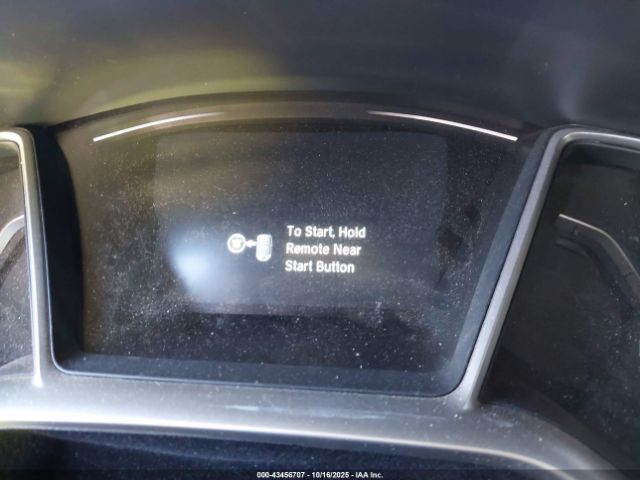 To Start, Hold
Remote Near
Start Button
000-43456707 - 10/16/2025 - IAA Inc.